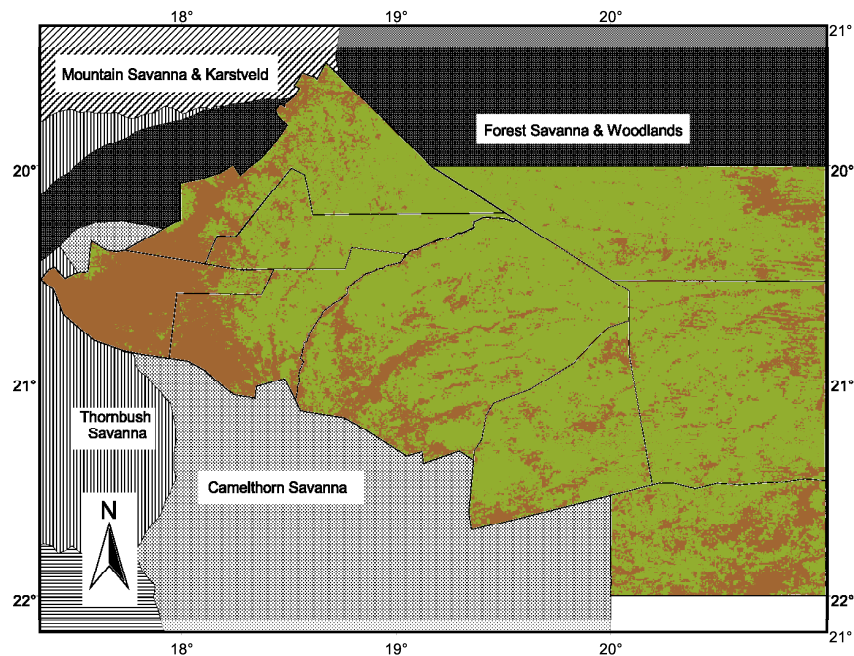 18°
19°
20°
21°
Mountain Savanna & Karstveld
Forest Savanna & Woodlands
20°
20°
21°
21°
Thornbush
Savanna
Camelthorn Savanna
N
22°
22°
21°
18°
19°
20°